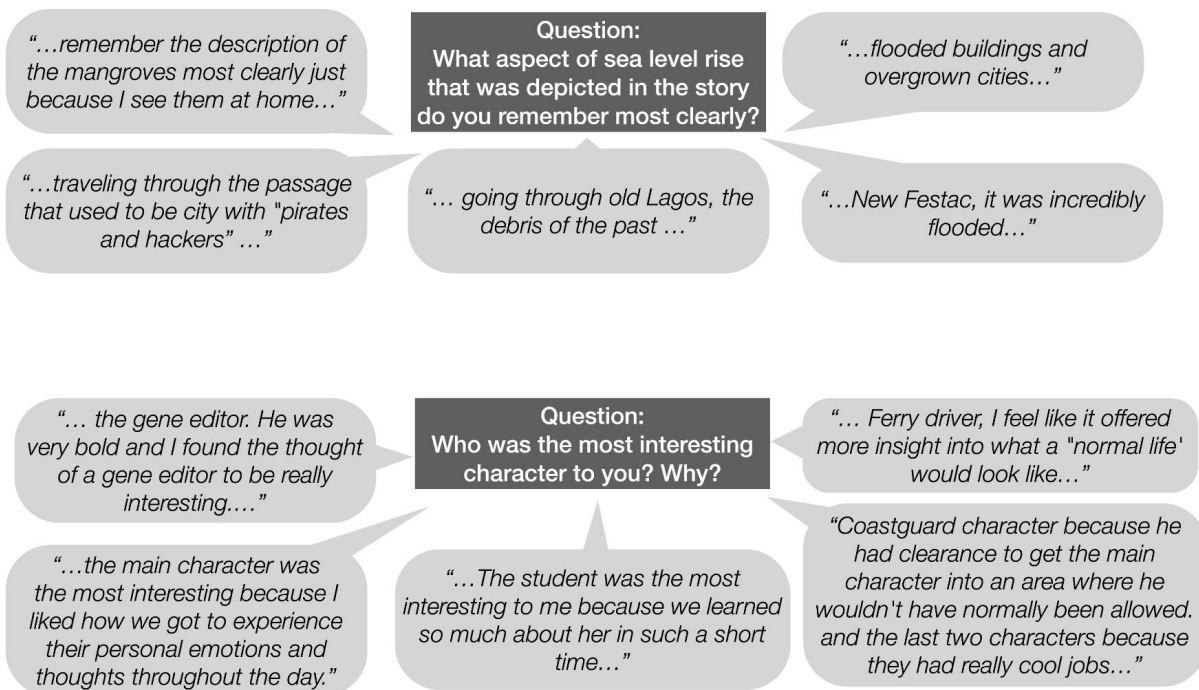 “…remember the description of
the mangroves most clearly just
because I see them at home…”
Question:
What aspect of sea level rise
that was depicted in the story
do you remember most clearly?
“…flooded buildings and
overgrown cities…”
“…traveling through the passage
that used to be city with "pirates
and hackers” …”
“… going through old Lagos, the
debris of the past …”
“…New Festac, it was incredibly
flooded…”
“… the gene editor. He was
very bold and I found the thought
of a gene editor to be really
interesting.…”
Question:
Who was the most interesting
character to you? Why?
“… Ferry driver, I feel like it offered
more insight into what a "normal life'
would look like…”
“…the main character was
the most interesting because I
liked how we got to experience
their personal emotions and
thoughts throughout the day.”
“…The student was the most
interesting to me because we learned
so much about her in such a short
time…”
“Coastguard character because he
had clearance to get the main
character into an area where he
wouldn't have normally been allowed.
and the last two characters because
they had really cool jobs…”